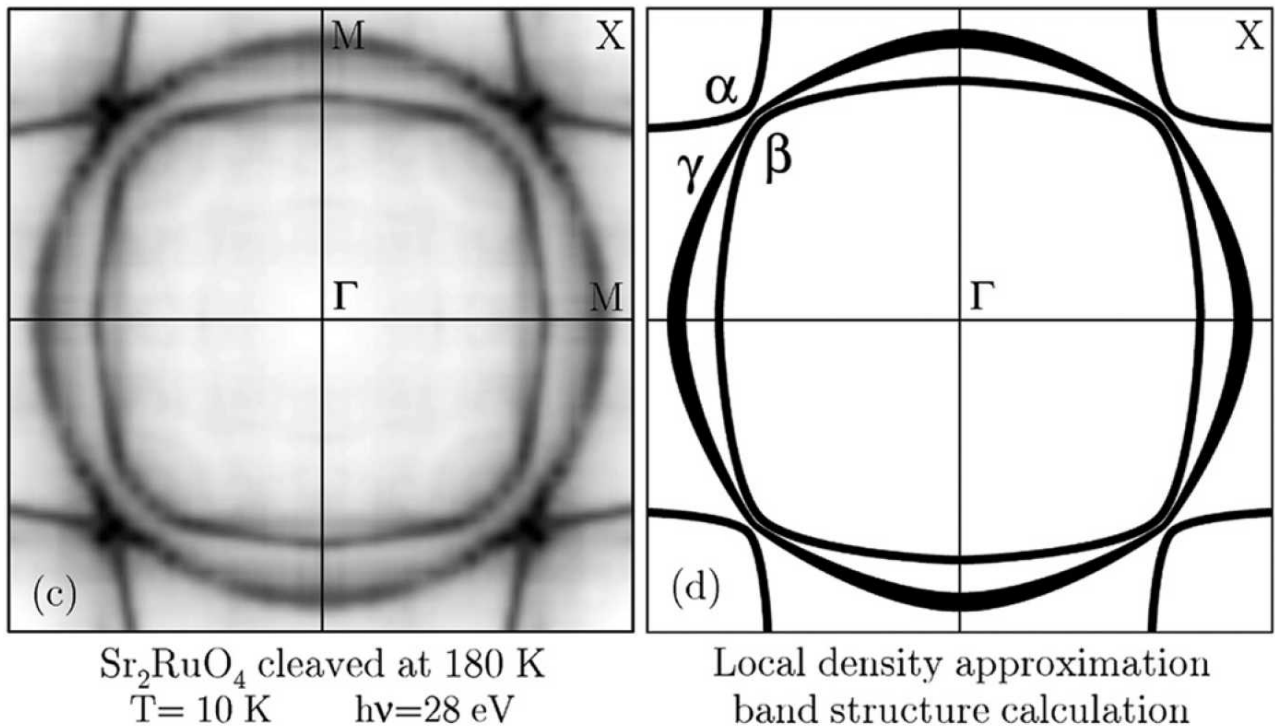 M
X
Γ
M
(c)
Sr₂RuO₄ cleaved at 180 K
T= 10 K hν=28 eV
X
α
β
γ
Γ
(d)
Local density approximation
band structure calculation